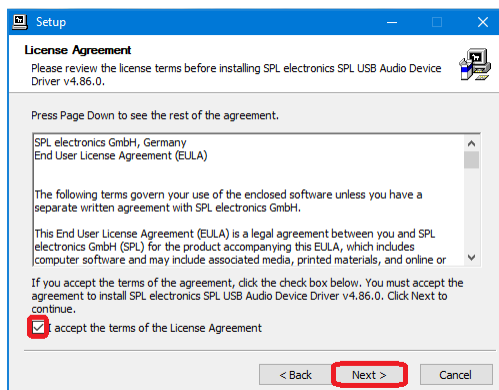 Setup
License Agreement
Please review the license terms before installing SPL electronics SPL USB Audio Device
Driver v4.86.0.
Press Page Down to see the rest of the agreement.
SPL electronics GmbH, Germany
End User License Agreement (EULA)
The following terms govern your use of the enclosed software unless you have a
separate written agreement with SPL electronics GmbH.
This End User License Agreement (EULA) is a legal agreement between you and SPL
electronics GmbH (SPL) for the product accompanying this EULA, which includes
computer software and may include associated media, printed materials, and online or
If you accept the terms of the agreement, click the check box below. You must accept the
agreement to install SPL electronics SPL USB Audio Device Driver v4.86.0. Click Next to
continue.
I accept the terms of the License Agreement
< Back Next > Cancel